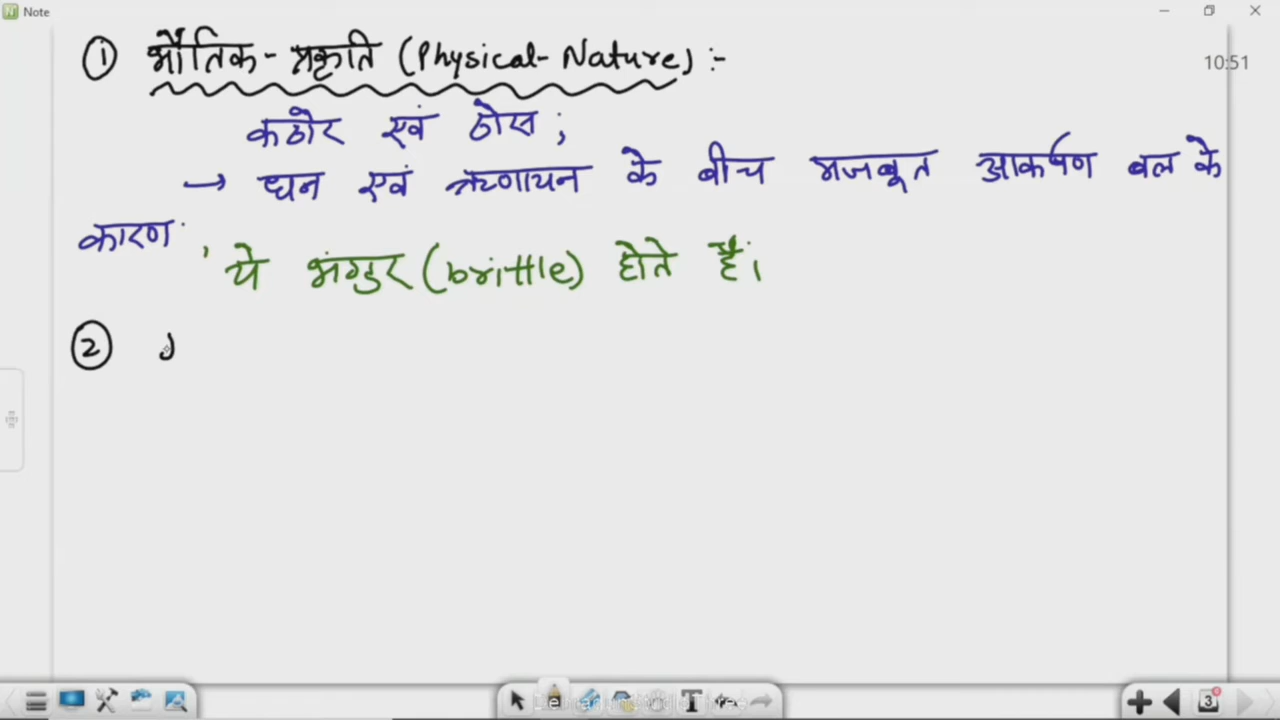 Note
10:51
① भौतिक - प्रकृति (Physical-Nature) :-
कठोर एवं ठोस ;
→ धन एवं ऋणायन के बीच मजबूत आकर्षण बल के
कारण
ये भंगुर (brittle) होते हैं।
②
T
3